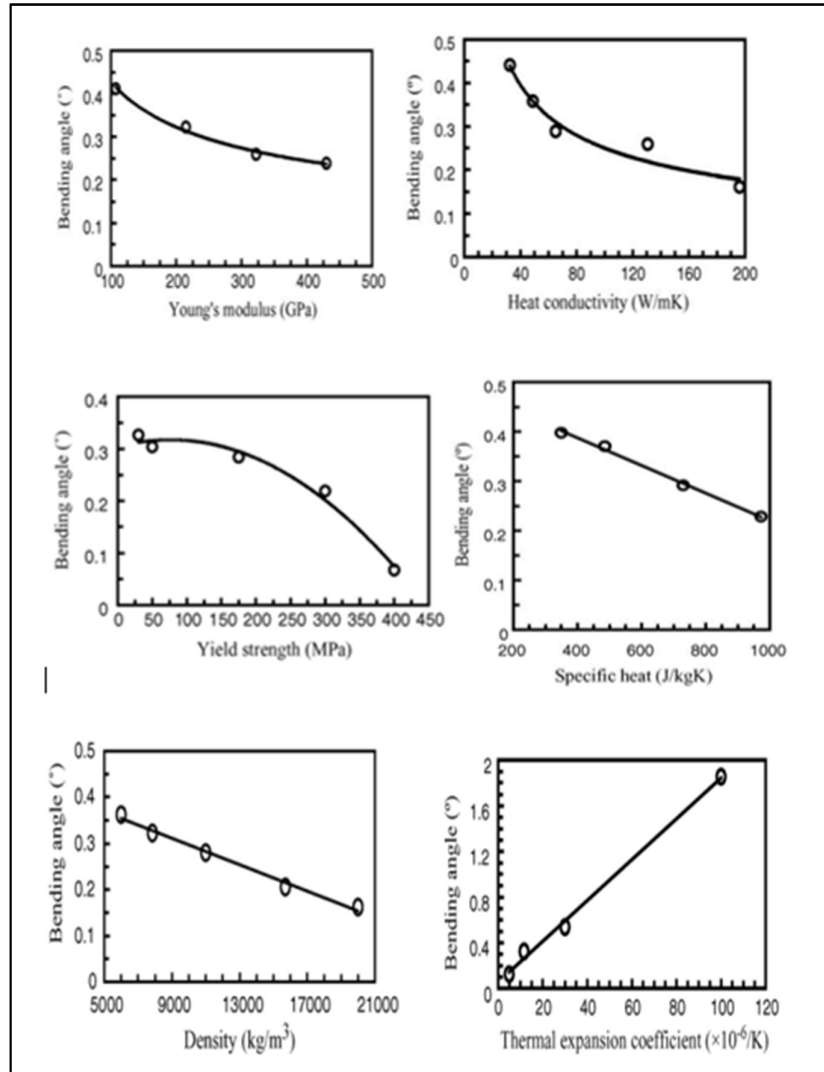 0.5
0.4
0.3
0.2
0.1
0
Bending angle (°)
100 200 300 400 500
Young's modulus (GPa)
0.5
0.4
0.3
0.2
0.1
0
Bending angle (°)
0 40 80 120 160 200
Heat conductivity (W/mK)
0.4
0.3
0.2
0.1
0
Bending angle (°)
0 50 100 150 200 250 300 350 400 450
Yield strength (MPa)
0.5
0.4
0.3
0.2
0.1
0
Bending angle (°)
200 400 600 800 1000
Specific heat (J/kgK)
0.5
0.4
0.3
0.2
0.1
0
Bending angle (°)
5000 9000 13000 17000 21000
Density (kg/m³)
2
1.6
1.2
0.8
0.4
0
Bending angle (°)
0 20 40 60 80 100 120
Thermal expansion coefficient (×10⁻⁶/K)